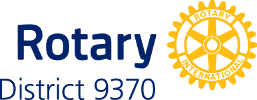 Rotary
District 9370
ROTARY
INTERNATIONAL